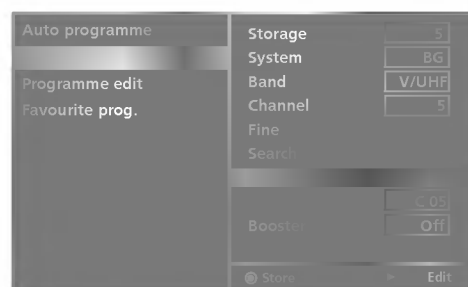 Auto programme
Programme edit
Favourite prog.
Storage 5
System BG
Band V/UHF
Channel 5
Fine
Search
C 05
Booster Off
Store Edit